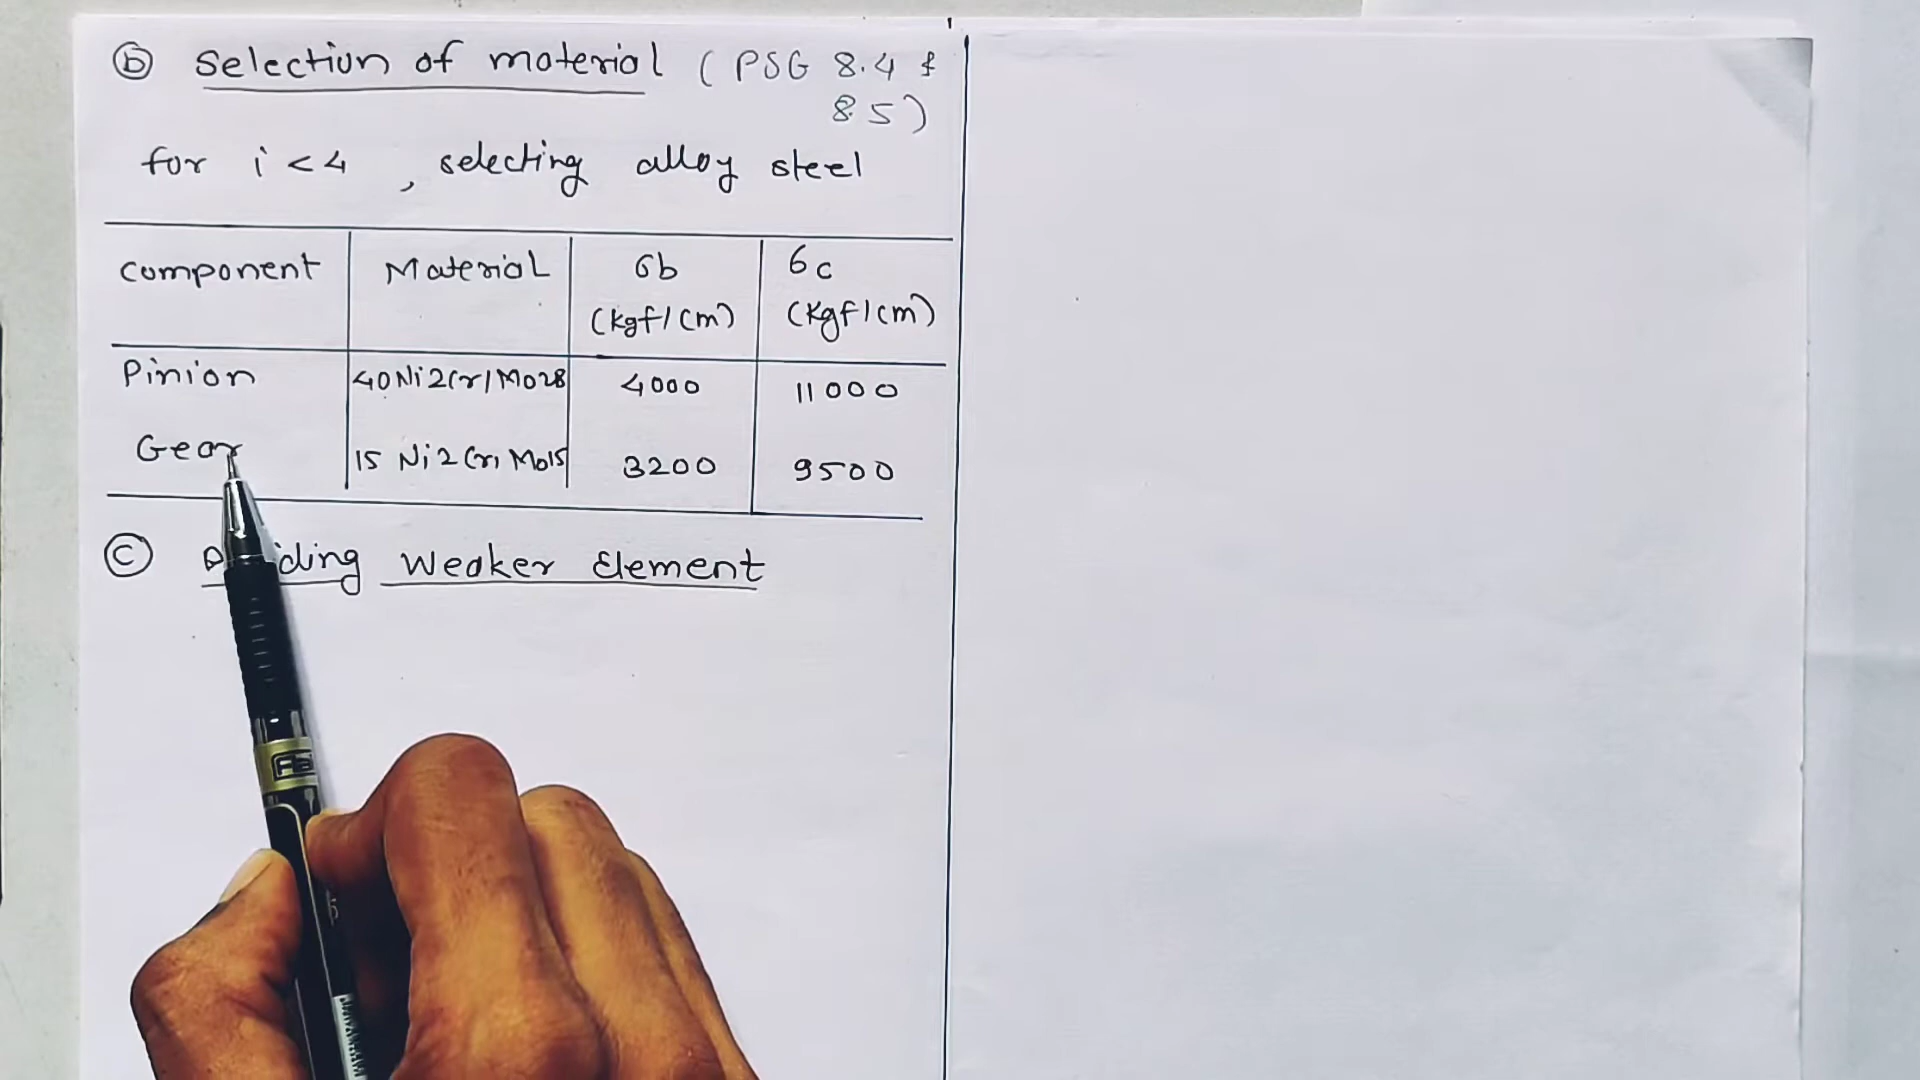 b Selection of material (PSG 8.4 &
8.5)
for i < 4 , selecting alloy steel
Component Material σb σc
(kgf/cm) (kgf/cm)
Pinion 40Ni2Cr1Mo28 4000 11000
Gear 15 Ni2Cr1Mo15 3200 9500
c Weaker Element